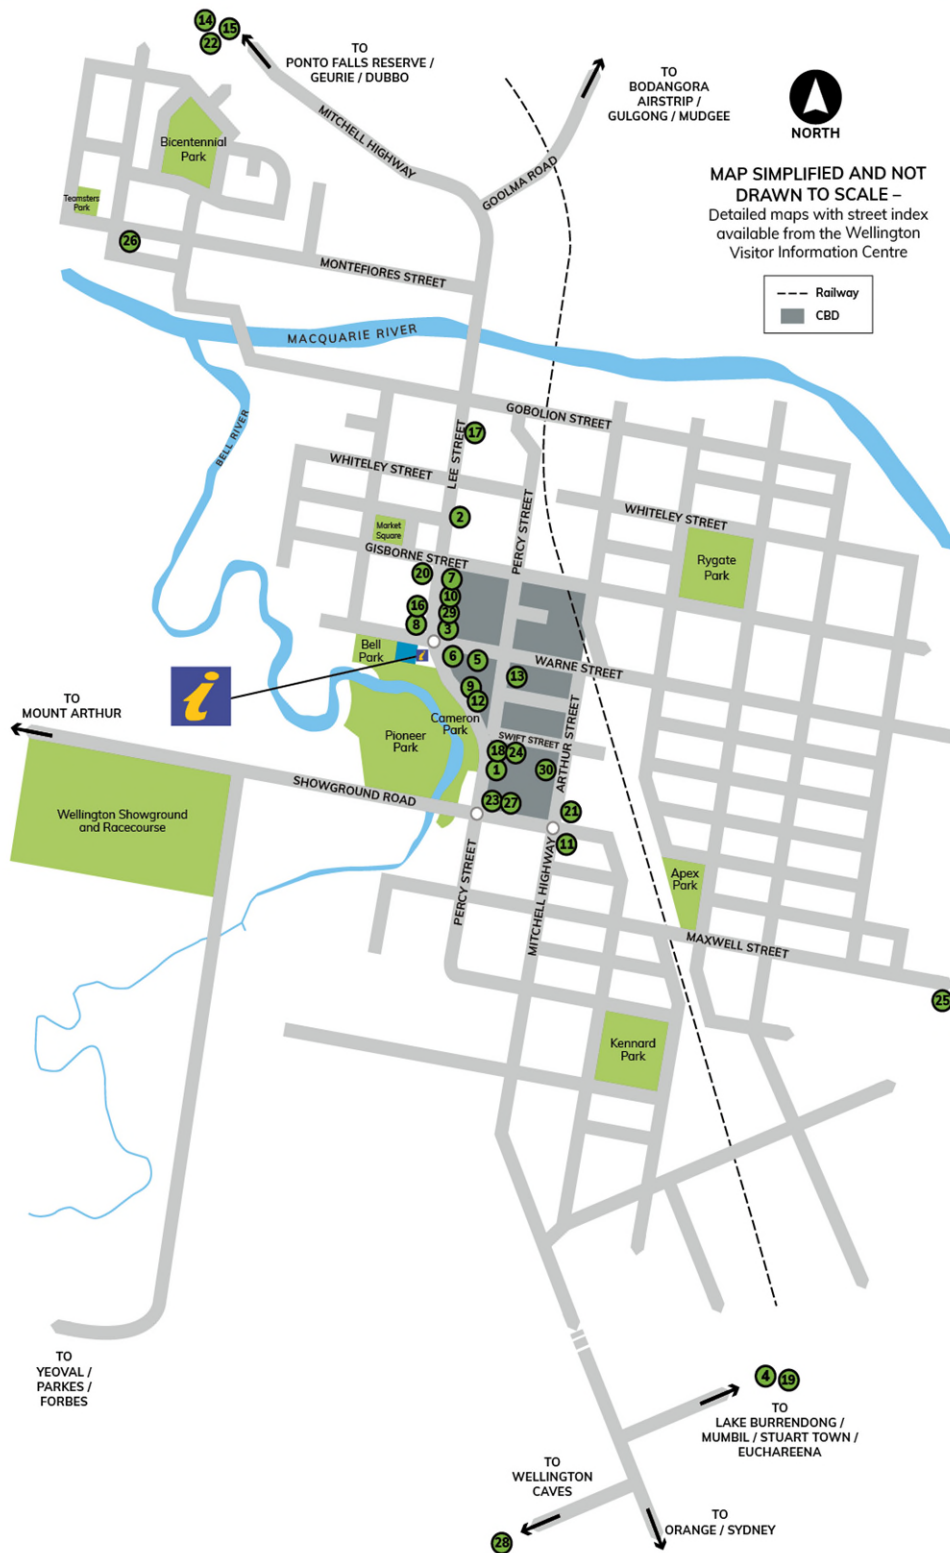 14
15
22
TO
PONTO FALLS RESERVE /
GEURIE / DUBBO
TO
BODANGORA
AIRSTRIP /
GULGONG / MUDGEE
NORTH
MAP SIMPLIFIED AND NOT
DRAWN TO SCALE –
Detailed maps with street index
available from the Wellington
Visitor Information Centre
Railway
CBD
MITCHELL HIGHWAY
GOOLMA ROAD
Bicentennial
Park
Teamsters
Park
26
MONTEFIORES STREET
MACQUARIE RIVER
BELL RIVER
GOBOLION STREET
17
LEE STREET
WHITELEY STREET
PERCY STREET
WHITELEY STREET
2
Market
Square
GISBORNE STREET
Rygate
Park
20
7
10
16
29
8
3
Bell
Park
i
6
5
WARNE STREET
13
i
9
12
TO
MOUNT ARTHUR
Cameron
Park
Pioneer
Park
SWIFT STREET
ARTHUR STREET
18
24
1
30
SHOWGROUND ROAD
23
27
21
Wellington Showground
and Racecourse
11
PERCY STREET
MITCHELL HIGHWAY
Apex
Park
MAXWELL STREET
25
Kennard
Park
TO
YEOVAL /
PARKES /
FORBES
4
19
TO
LAKE BURRENDONG /
MUMBIL / STUART TOWN /
EUCHAREENA
TO
WELLINGTON
CAVES
28
TO
ORANGE / SYDNEY